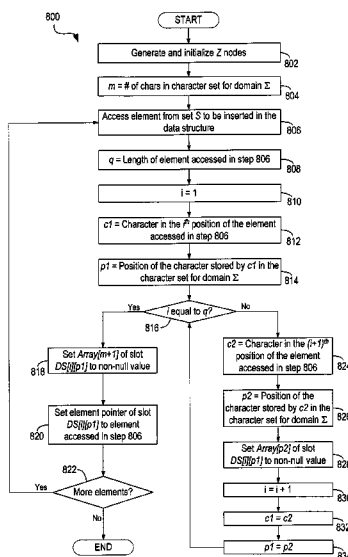 800
START
Generate and initialize Z nodes
802
m = # of chars in character set for domain Σ
804
Access element from set S to be inserted in the
data structure
806
q = Length of element accessed in step 806
808
i = 1
810
c1 = Character in the ith position of the element
accessed in step 806
812
p1 = Position of the character stored by c1 in the
character set for domain Σ
814
Yes
i equal to q?
No
816
Set Array[m+1] of slot
DS[i][p1] to non-null value
818
Set element pointer of slot
DS[i][p1] to element
accessed in step 806
820
822
More elements?
Yes
No
END
c2 = Character in the (i+1)th
position of the element
accessed in step 806
824
p2 = Position of the
character stored by c2 in the
character set for domain Σ
Set Array[p2] of slot
DS[i][p1] to non-null value
i = i + 1
830
c1 = c2
832
p1 = p2